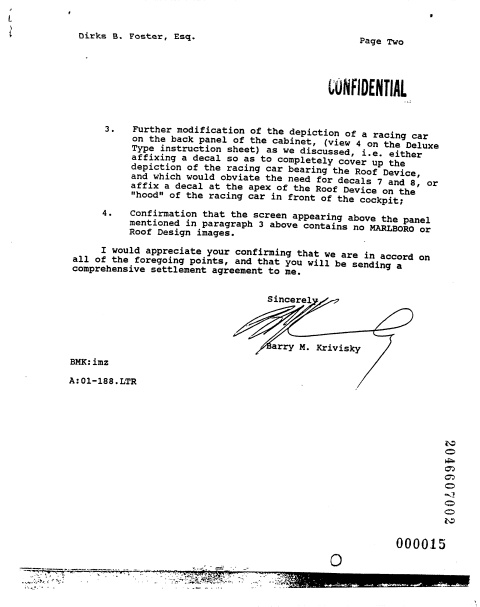 Dirks B. Foster, Esq.
Page Two
CONFIDENTIAL
3. Further modification of the depiction of a racing car
on the back panel of the cabinet, (view 4 on the Deluxe
Type instruction sheet) as we discussed, i.e. either
affixing a decal so as to completely cover up the
depiction of the racing car bearing the Roof Device,
and which would obviate the need for decals 7 and 8, or
affix a decal at the apex of the Roof Device on the
"hood" of the racing car in front of the cockpit;
4. Confirmation that the screen appearing above the panel
mentioned in paragraph 3 above contains no MARLBORO or
Roof Design images.
I would appreciate your confirming that we are in accord on
all of the foregoing points, and that you will be sending a
comprehensive settlement agreement to me.
Sincerely
Barry M. Krivisky
BMK:imz
A:01-188.LTR
2046607002
000015